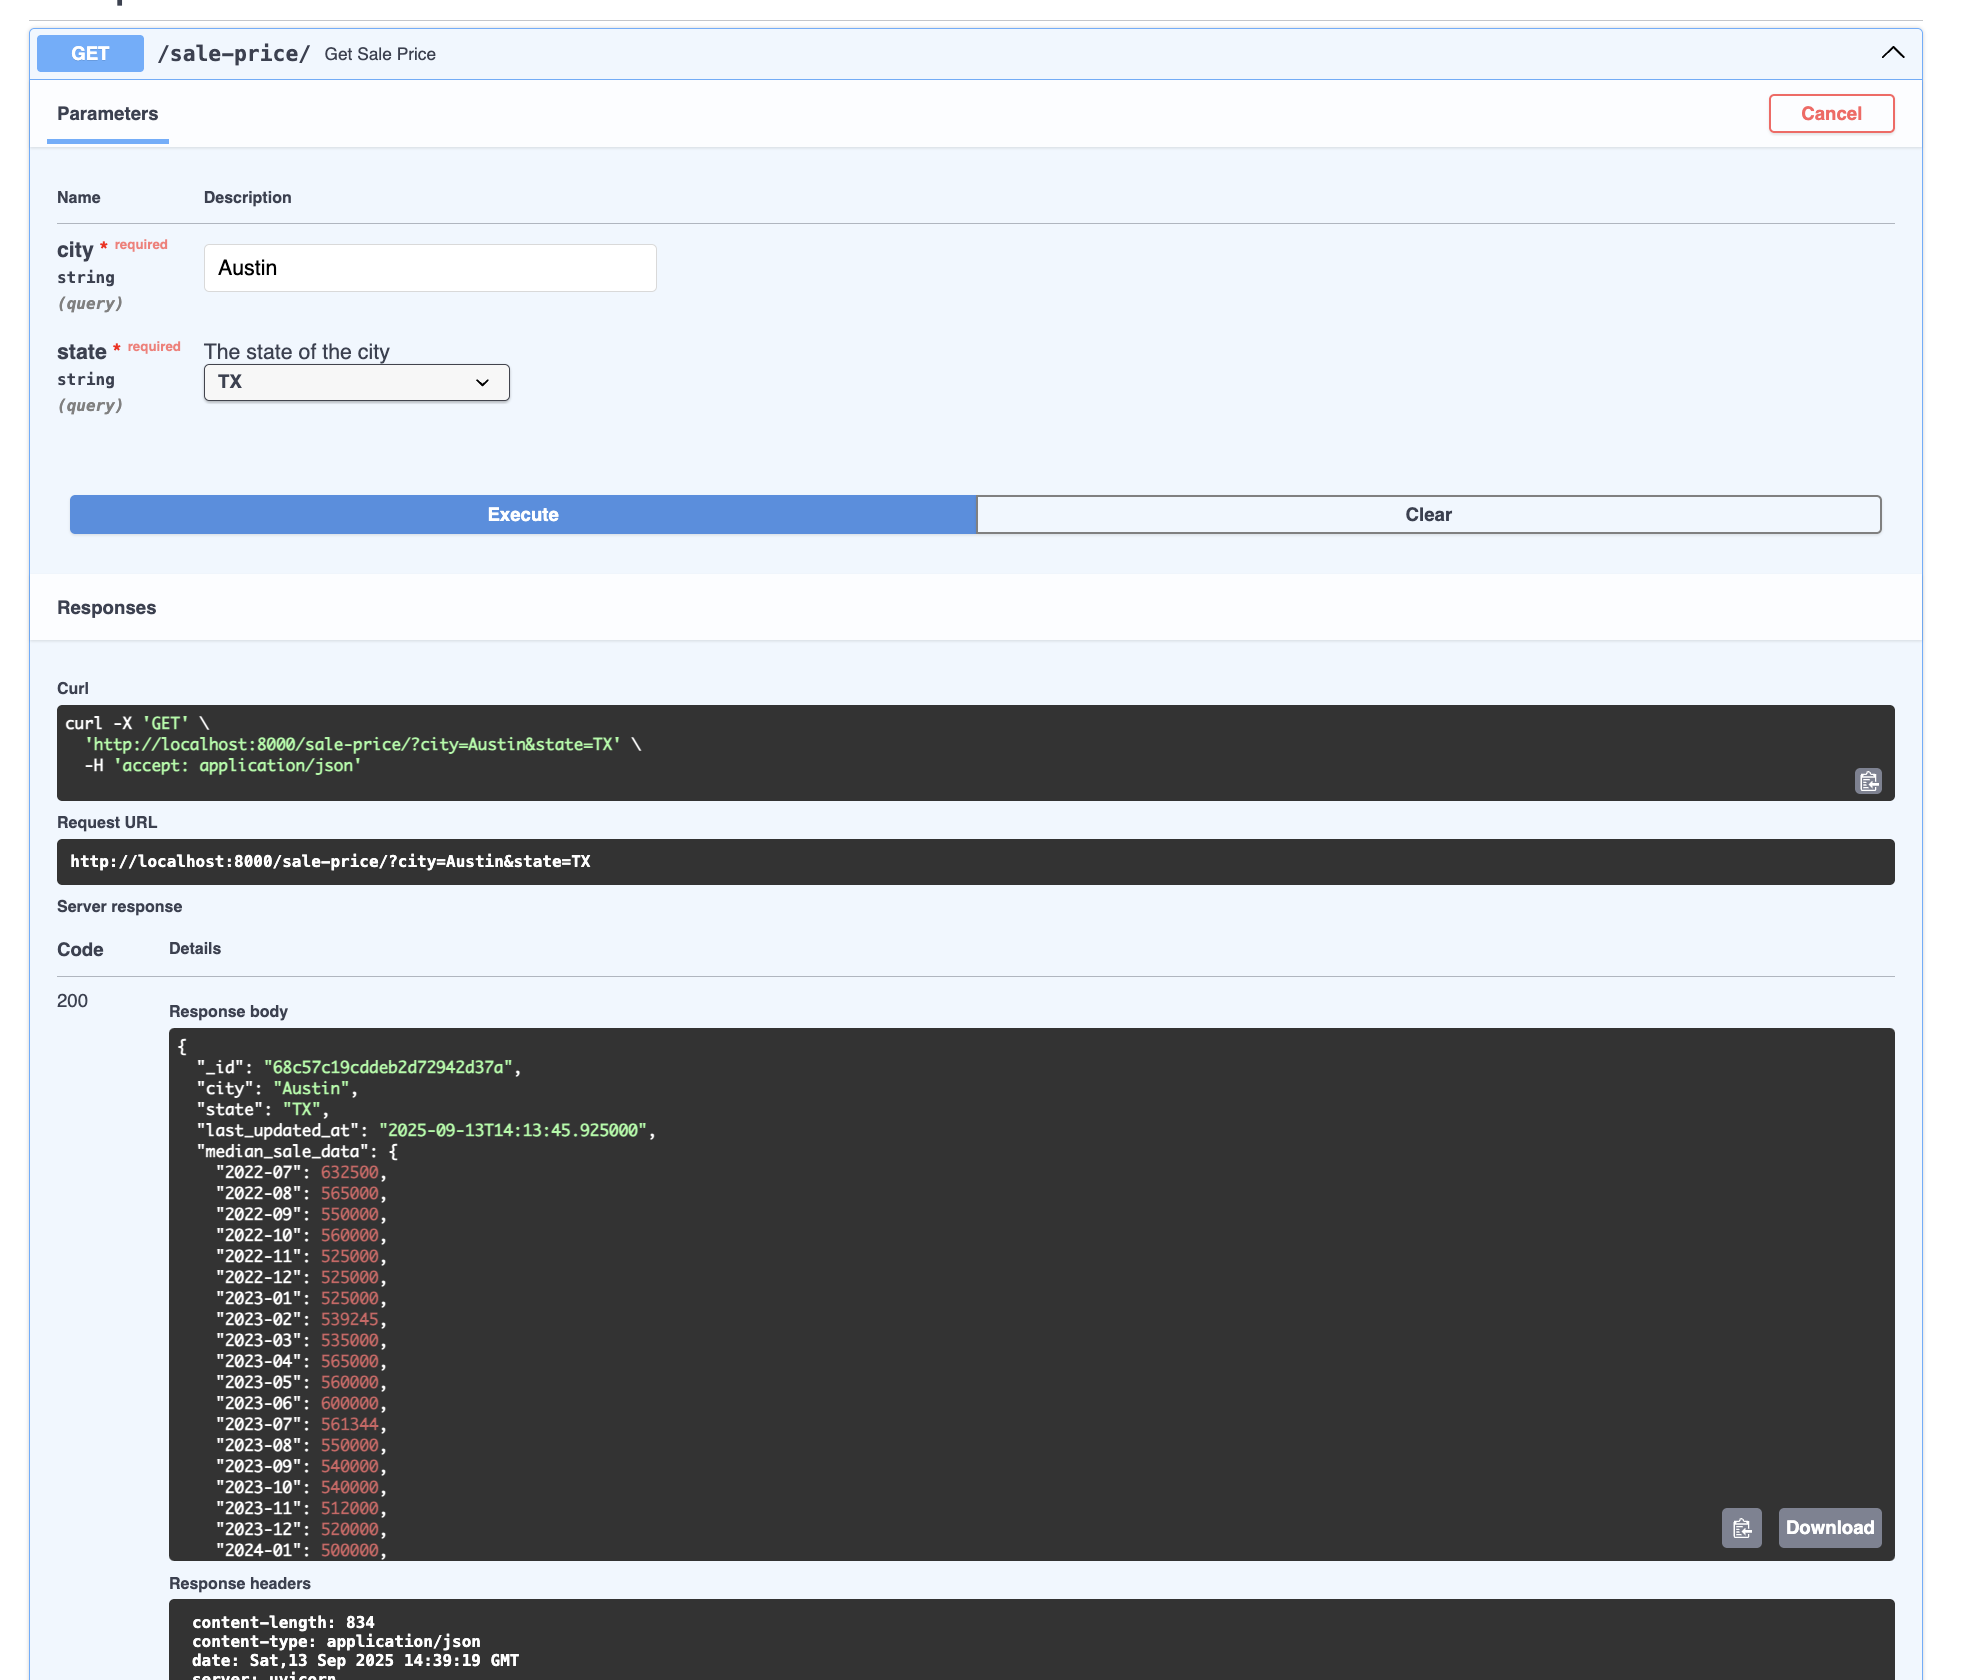 GET /sale-price/ Get Sale Price
Parameters
Cancel
Name Description
city * required
string
(query)
Austin
state * required
string
(query)
The state of the city
TX
Execute
Clear
Responses
Curl
curl -X 'GET' \
'http://localhost:8000/sale-price/?city=Austin&state=TX' \
-H 'accept: application/json'
Request URL
http://localhost:8000/sale-price/?city=Austin&state=TX
Server response
Code Details
200
Response body
{
"_id": "68c57c19cddeb2d72942d37a",
"city": "Austin",
"state": "TX",
"last_updated_at": "2025-09-13T14:13:45.925000",
"median_sale_data": {
"2022-07": 632500,
"2022-08": 565000,
"2022-09": 550000,
"2022-10": 560000,
"2022-11": 525000,
"2022-12": 525000,
"2023-01": 525000,
"2023-02": 539245,
"2023-03": 535000,
"2023-04": 565000,
"2023-05": 560000,
"2023-06": 600000,
"2023-07": 561344,
"2023-08": 550000,
"2023-09": 540000,
"2023-10": 540000,
"2023-11": 512000,
"2023-12": 520000,
"2024-01": 500000,
Download
Response headers
content-length: 834
content-type: application/json
date: Sat,13 Sep 2025 14:39:19 GMT
server: uvicorn